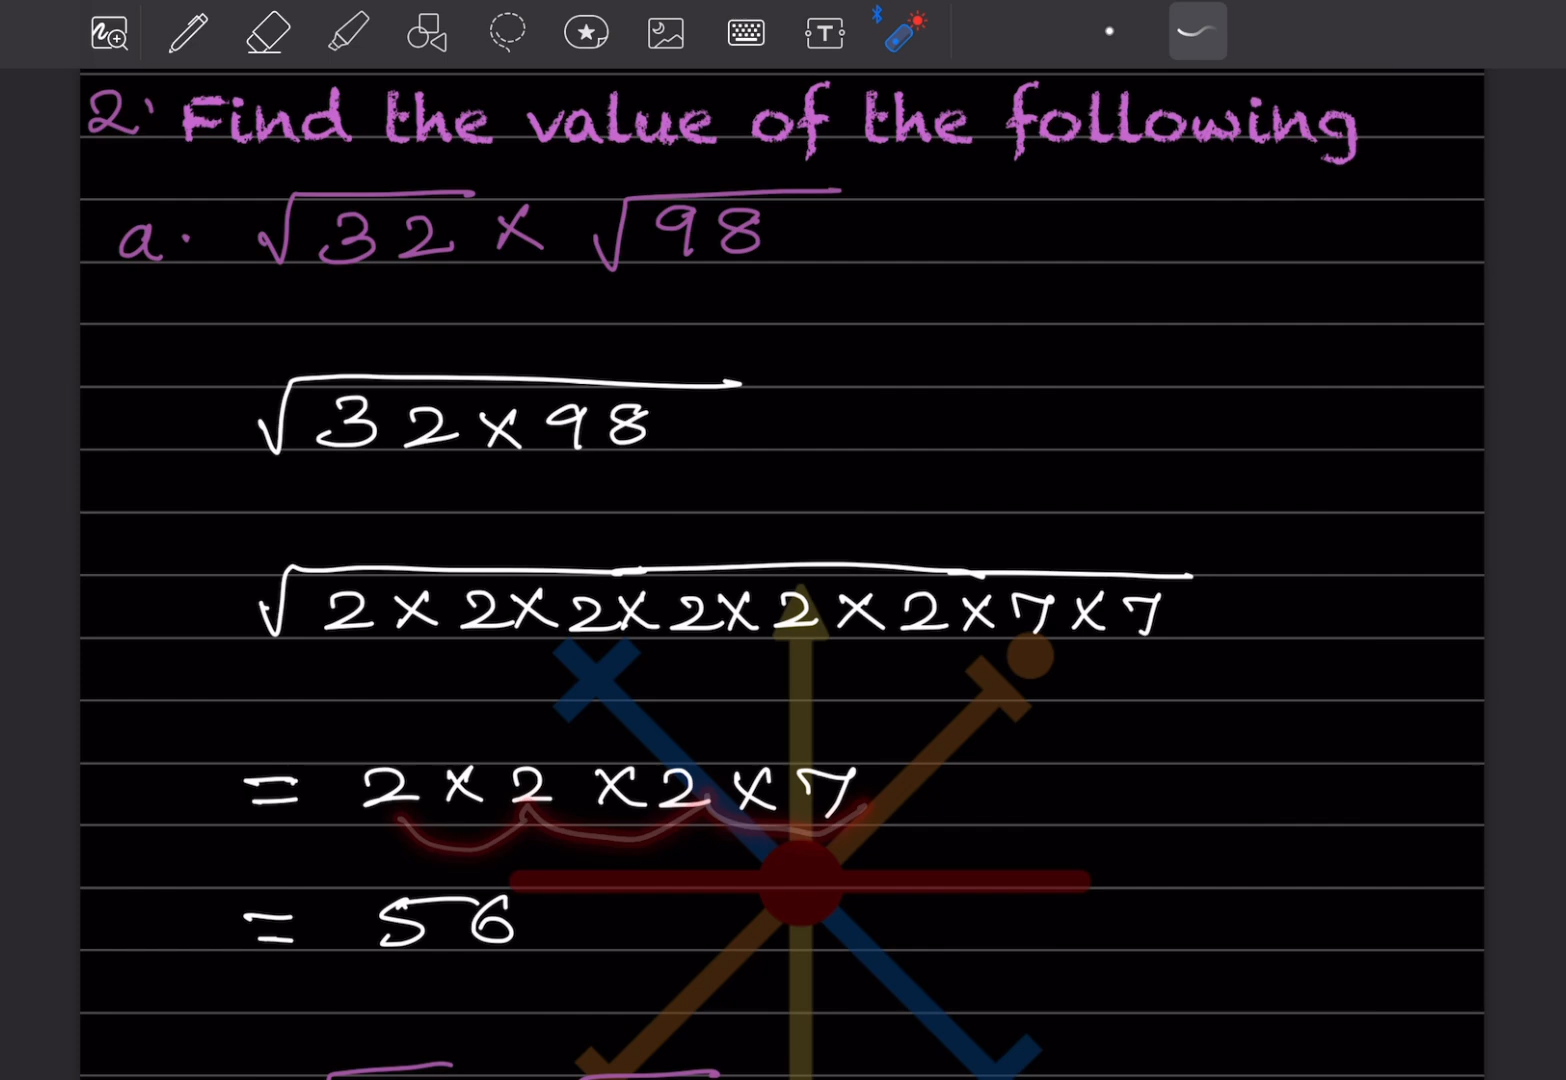 2. Find the value of the following
a. √32 × √98
√32×98
√2×2×2×2×2×2×7×7
= 2×2×2×7
= 56